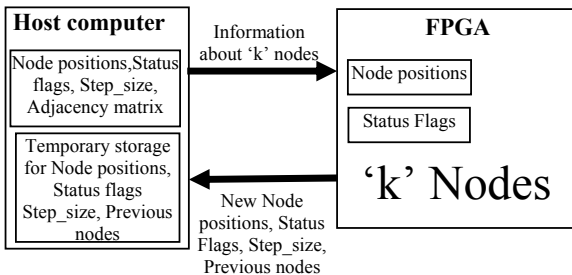 Host computer
Node positions,Status
flags, Step_size,
Adjacency matrix
Temporary storage
for Node positions,
Status flags
Step_size, Previous
nodes
Information
about ‘k’ nodes
New Node
positions, Status
Flags, Step_size,
Previous nodes
FPGA
Node positions
Status Flags
‘k’ Nodes